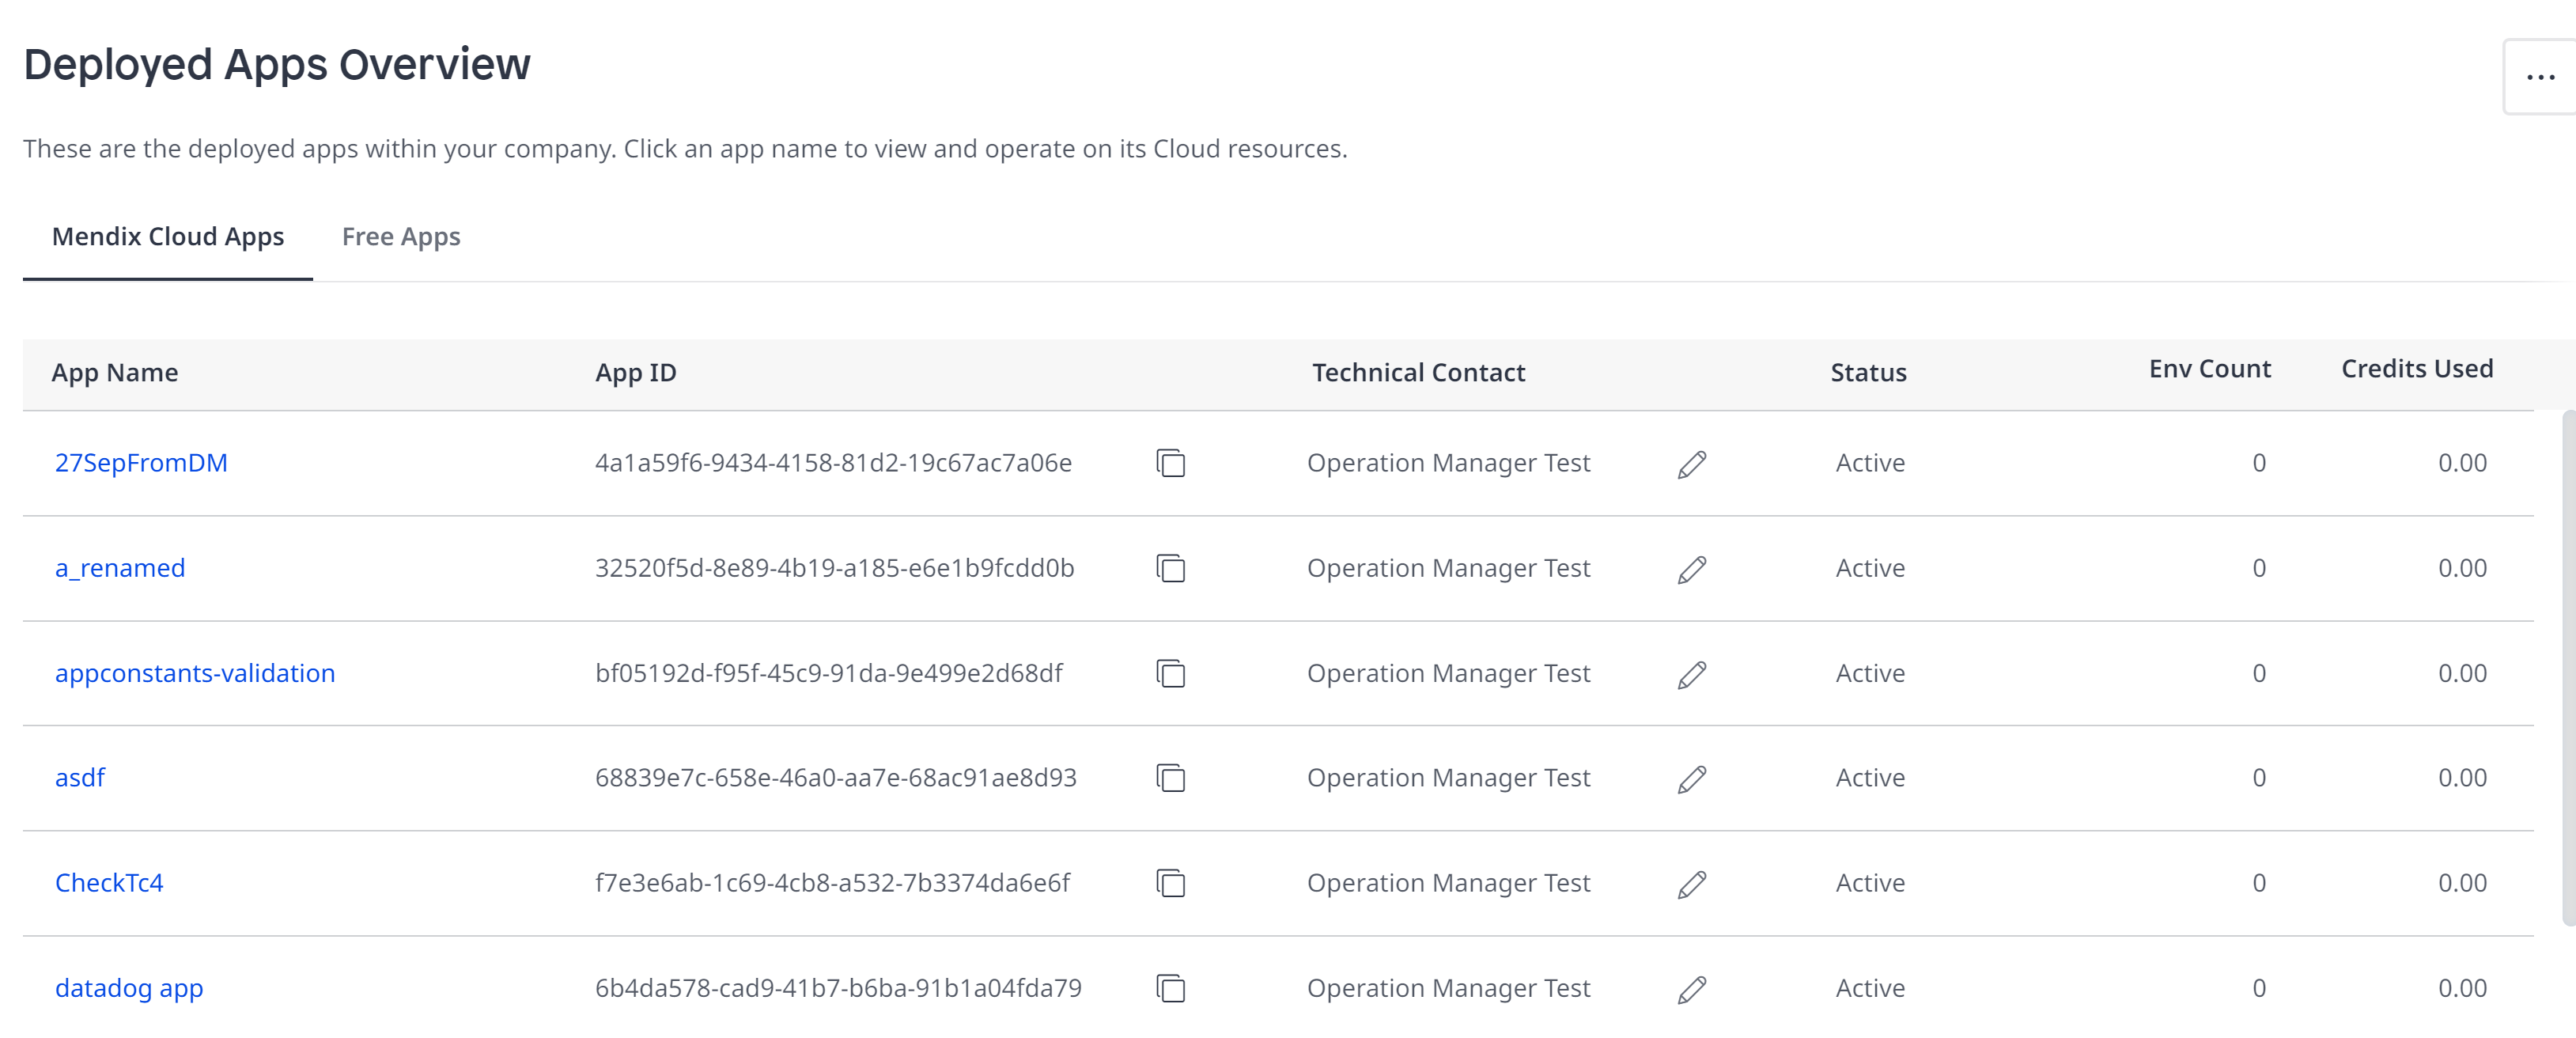 Deployed Apps Overview
...
These are the deployed apps within your company. Click an app name to view and operate on its Cloud resources.
Mendix Cloud Apps Free Apps
App Name App ID Technical Contact Status Env Count Credits Used
27SepFromDM 4a1a59f6-9434-4158-81d2-19c67ac7a06e Operation Manager Test Active 0 0.00
a_renamed 32520f5d-8e89-4b19-a185-e6e1b9fcdd0b Operation Manager Test Active 0 0.00
appconstants-validation bf05192d-f95f-45c9-91da-9e499e2d68df Operation Manager Test Active 0 0.00
asdf 68839e7c-658e-46a0-aa7e-68ac91ae8d93 Operation Manager Test Active 0 0.00
CheckTc4 f7e3e6ab-1c69-4cb8-a532-7b3374da6e6f Operation Manager Test Active 0 0.00
datadog app 6b4da578-cad9-41b7-b6ba-91b1a04fda79 Operation Manager Test Active 0 0.00